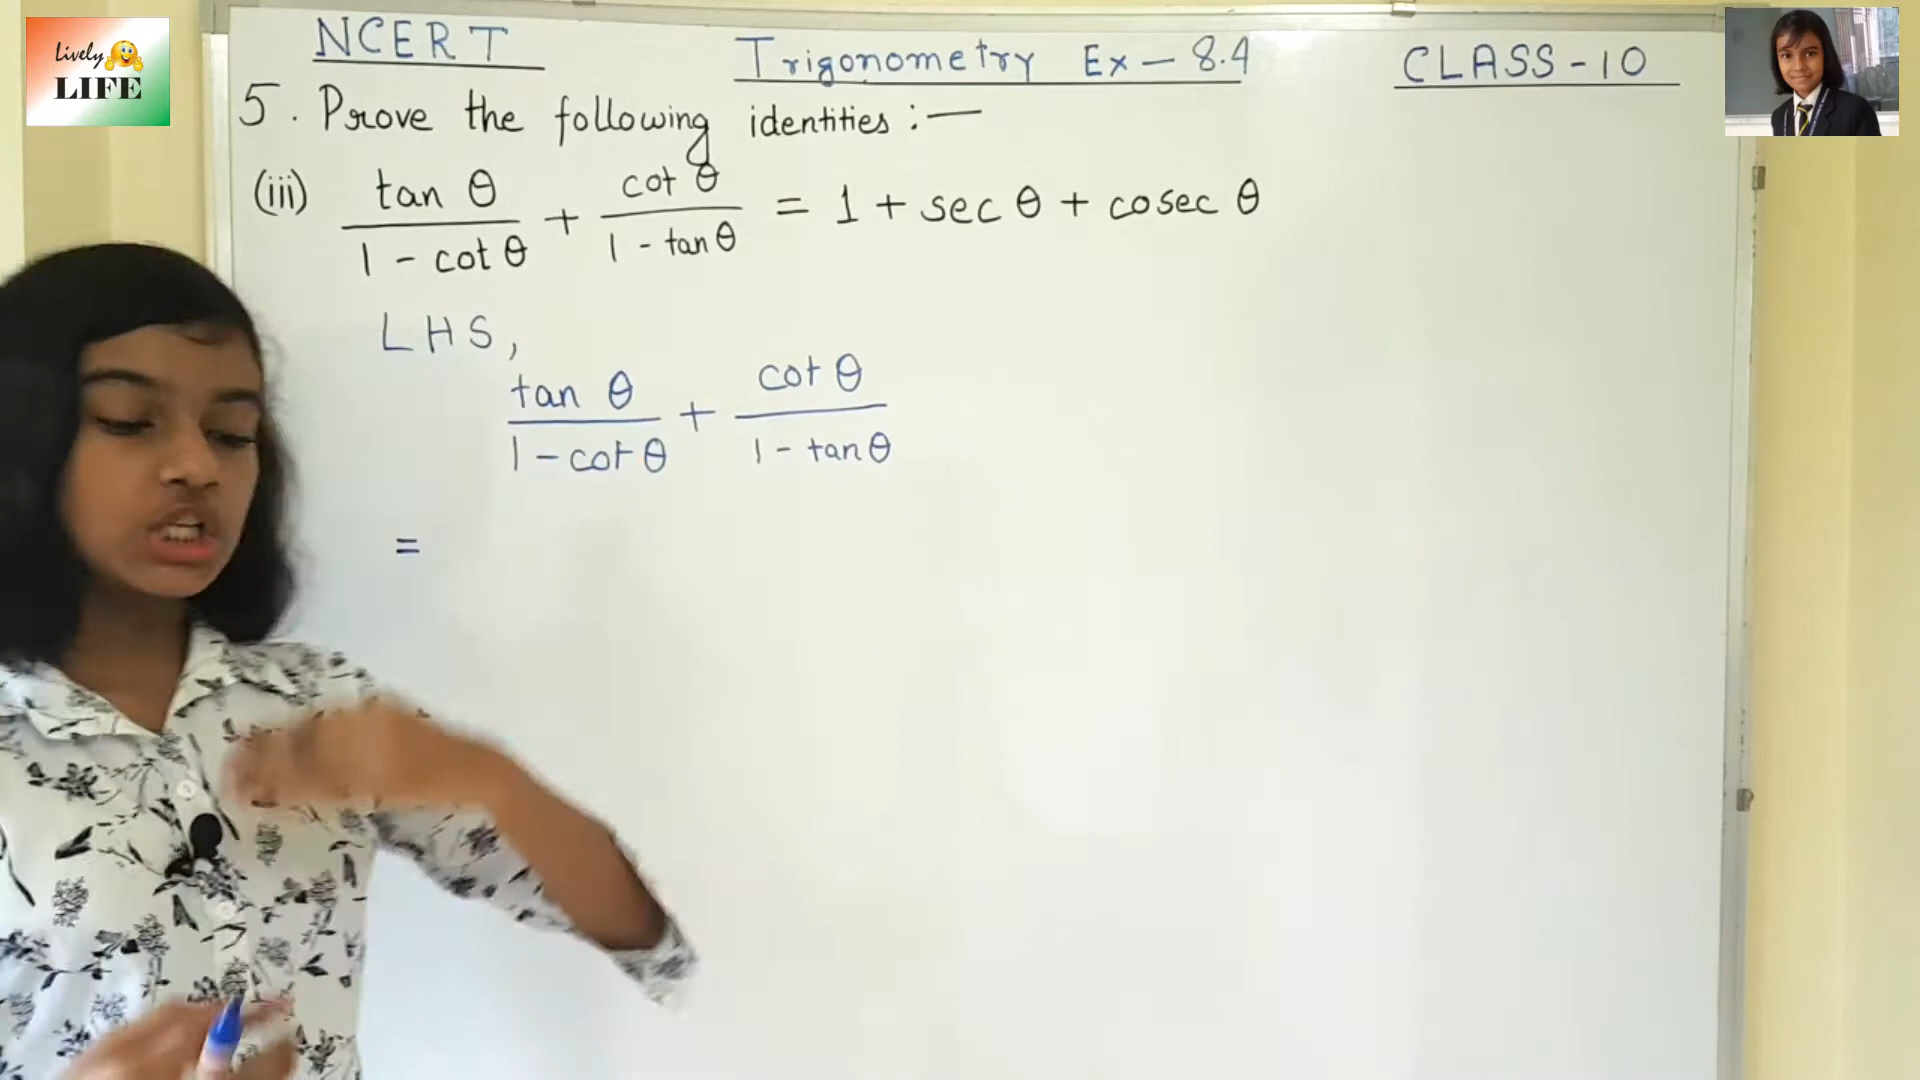 Lively
LIFE
NCERT Trigonometry Ex – 8.4 CLASS - 10
5. Prove the following identities :—
(iii) tan θ / 1 - cot θ + cot θ / 1 - tan θ = 1 + sec θ + cosec θ
LHS,
tan θ / 1 - cot θ + cot θ / 1 - tan θ
=